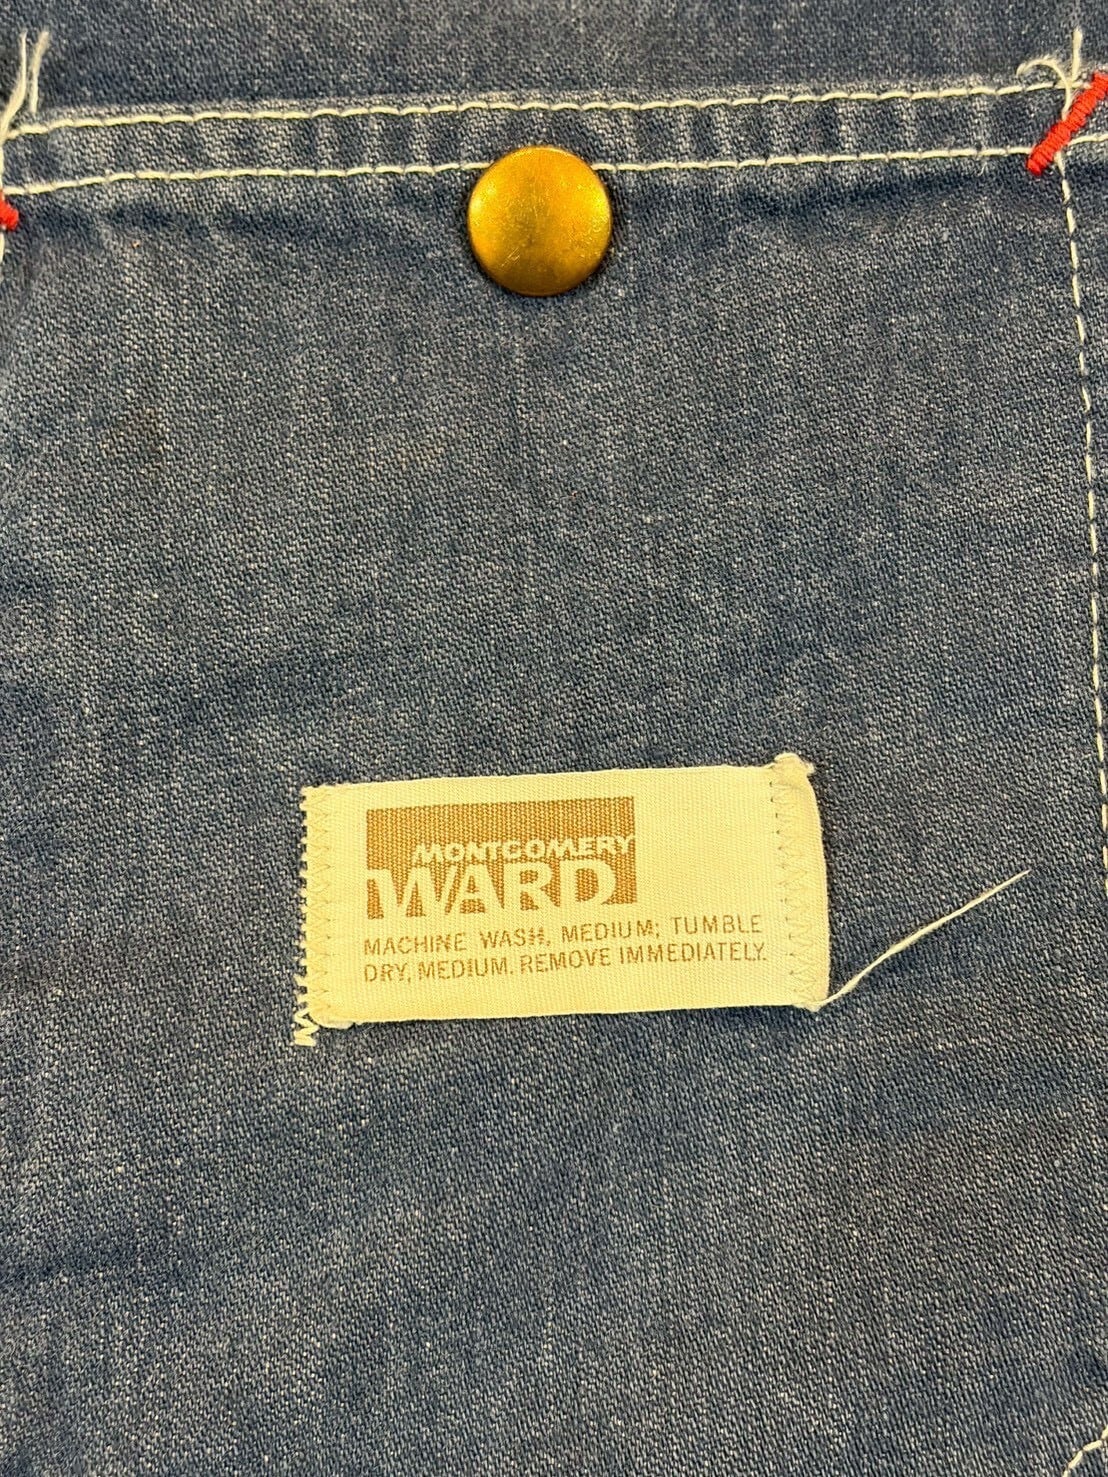 MONTGOMERY
WARD
MACHINE WASH, MEDIUM; TUMBLE
DRY, MEDIUM. REMOVE IMMEDIATELY.